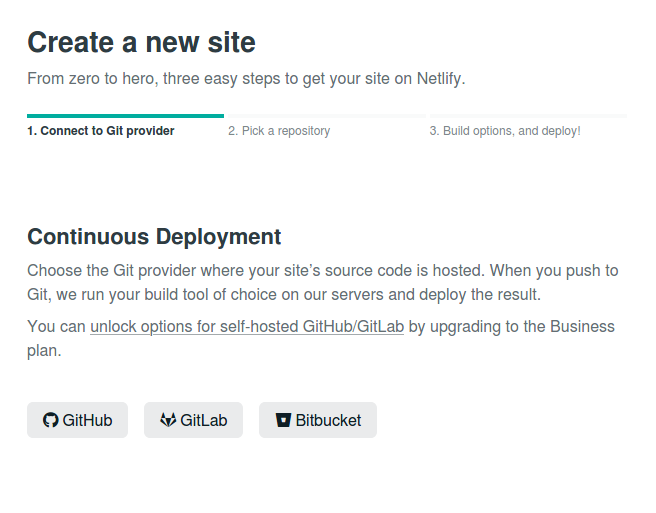 Create a new site
From zero to hero, three easy steps to get your site on Netlify.
1. Connect to Git provider
2. Pick a repository
3. Build options, and deploy!
Continuous Deployment
Choose the Git provider where your site’s source code is hosted. When you push to
Git, we run your build tool of choice on our servers and deploy the result.
You can unlock options for self-hosted GitHub/GitLab by upgrading to the Business
plan.
GitHub
GitLab
Bitbucket